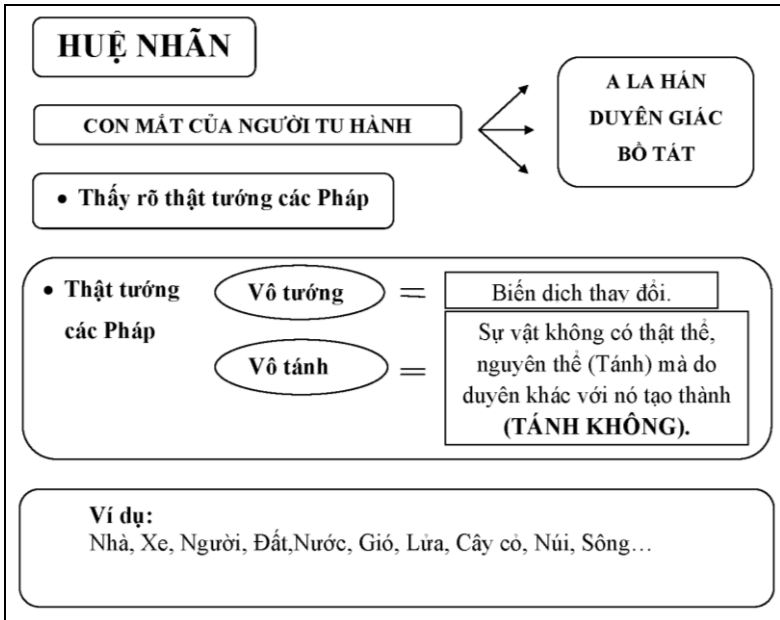 HUỆ NHÃN
CON MẮT CỦA NGƯỜI TU HÀNH
A LA HÁN
DUYÊN GIÁC
BỒ TÁT
• Thấy rõ thật tướng các Pháp
• Thật tướng
các Pháp
Vô tướng = Biến dịch thay đổi.
Vô tánh = Sự vật không có thật thể,
nguyên thể (Tánh) mà do
duyên khác với nó tạo thành
(TÁNH KHÔNG).
Ví dụ:
Nhà, Xe, Người, Đất,Nước, Gió, Lửa, Cây cỏ, Núi, Sông…